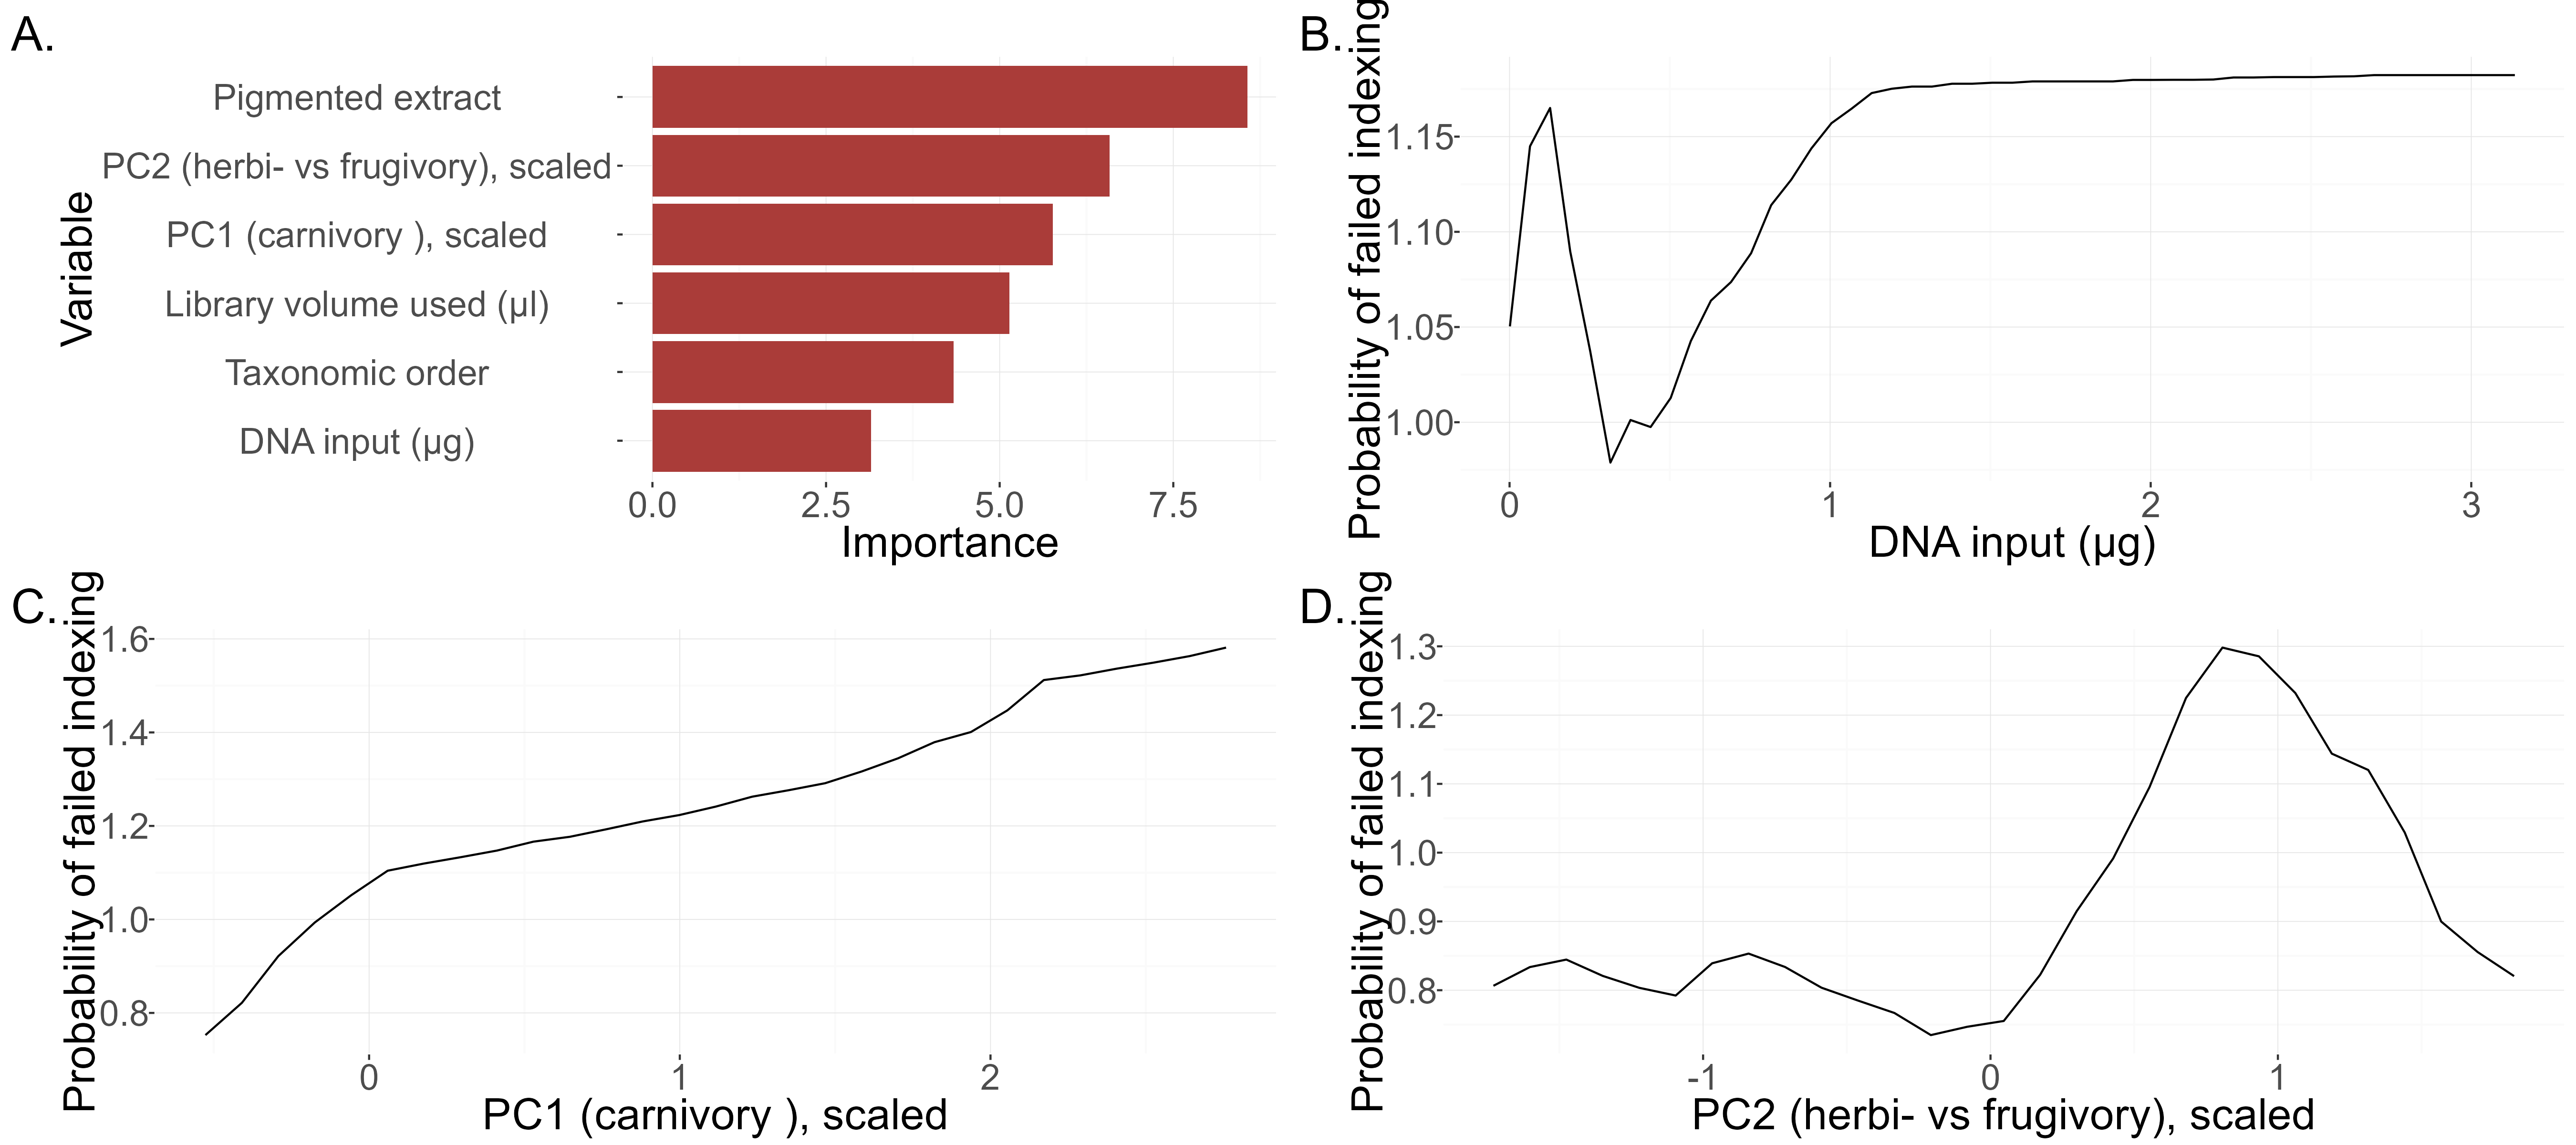 A.
Variable
Pigmented extract
PC2 (herbi- vs frugivory), scaled
PC1 (carnivory ), scaled
Library volume used (µl)
Taxonomic order
DNA input (µg)
0.0 2.5 5.0 7.5
Importance
B.
Probability of failed indexing
1.15
1.10
1.05
1.00
0 1 2 3
DNA input (µg)
C.
Probability of failed indexing
1.6
1.4
1.2
1.0
0.8
0 1 2
PC1 (carnivory ), scaled
D.
Probability of failed indexing
1.3
1.2
1.1
1.0
0.9
0.8
-1 0 1
PC2 (herbi- vs frugivory), scaled